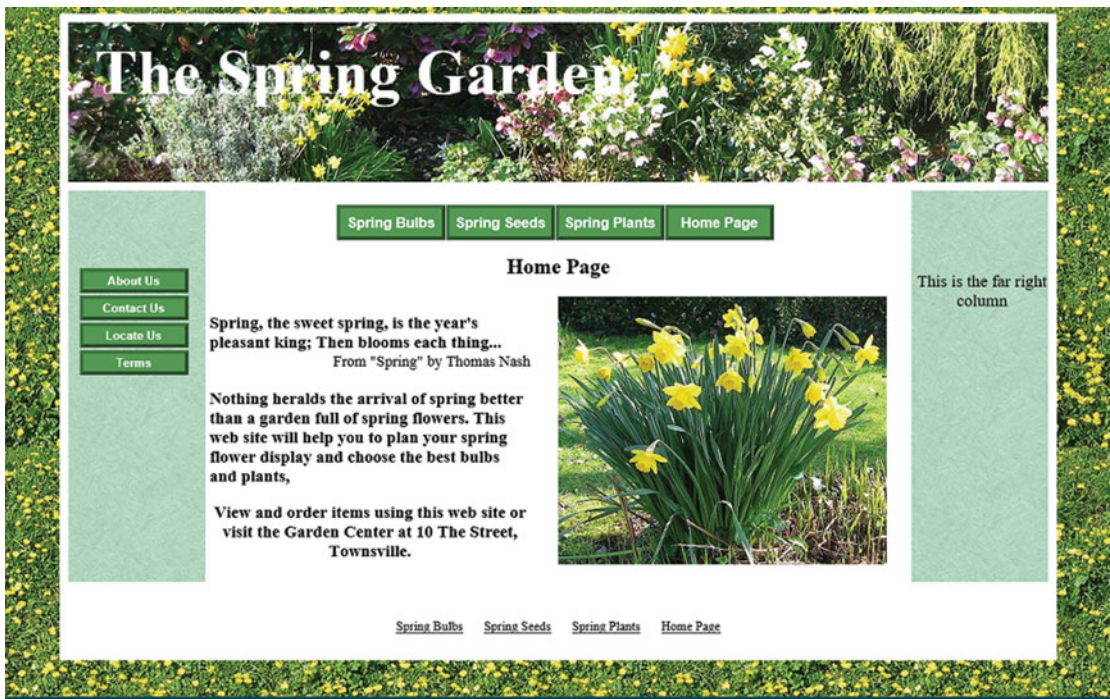 The Spring Garden
Spring Bulbs Spring Seeds Spring Plants Home Page
About Us
Contact Us
Locate Us
Terms
Home Page
Spring, the sweet spring, is the year's
pleasant king; Then blooms each thing...
From "Spring" by Thomas Nash
Nothing heralds the arrival of spring better
than a garden full of spring flowers. This
web site will help you to plan your spring
flower display and choose the best bulbs
and plants,
View and order items using this web site or
visit the Garden Center at 10 The Street,
Townsville.
This is the far right
column
Spring Bulbs Spring Seeds Spring Plants Home Page